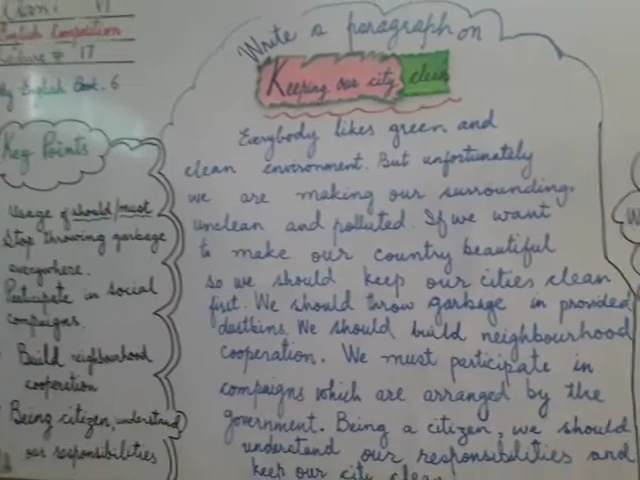 Class: VI
English Composition
Lecture # 17
My English Book-6
Key Points
Usage of should/must
Stop throwing garbage
everywhere.
Participate in social
campaigns.
Build neighbourhood
cooperation
Being citizen, understand
our responsibilities
Write a paragraph on
Keeping our city clean
Everybody likes green and
clean environment. But unfortunately
we are making our surrounding.
unclean and polluted. If we want
to make our country beautiful
so we should keep our cities clean
first. We should throw garbage in provided
dustbins. We should build neighbourhood
cooperation. We must participate in
campaigns which are arranged by the
government. Being a citizen, we should
understand our responsibilities and
keep our city clean